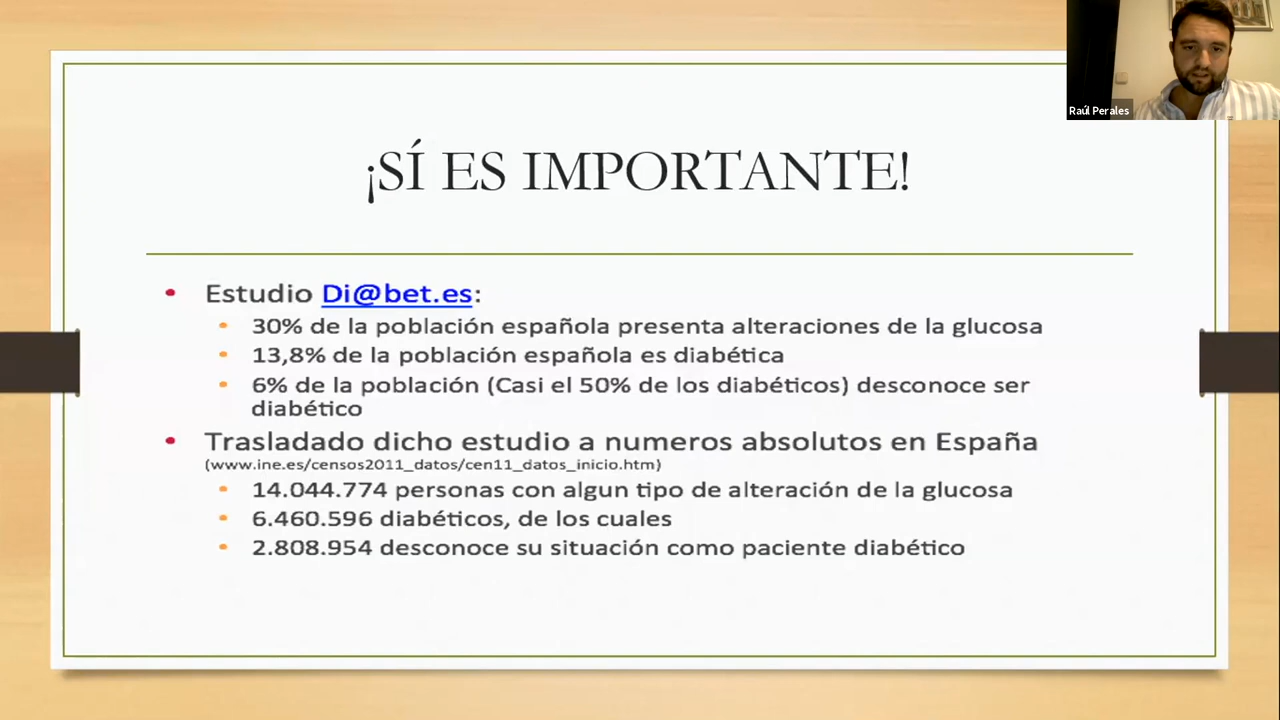 Raúl Perales
¡SÍ ES IMPORTANTE!
• Estudio Di@bet.es:
• 30% de la población española presenta alteraciones de la glucosa
• 13,8% de la población española es diabética
• 6% de la población (Casi el 50% de los diabéticos) desconoce ser
diabético
• Trasladado dicho estudio a numeros absolutos en España
(www.ine.es/censos2011_datos/cen11_datos_inicio.htm)
• 14.044.774 personas con algun tipo de alteración de la glucosa
• 6.460.596 diabéticos, de los cuales
• 2.808.954 desconoce su situación como paciente diabético